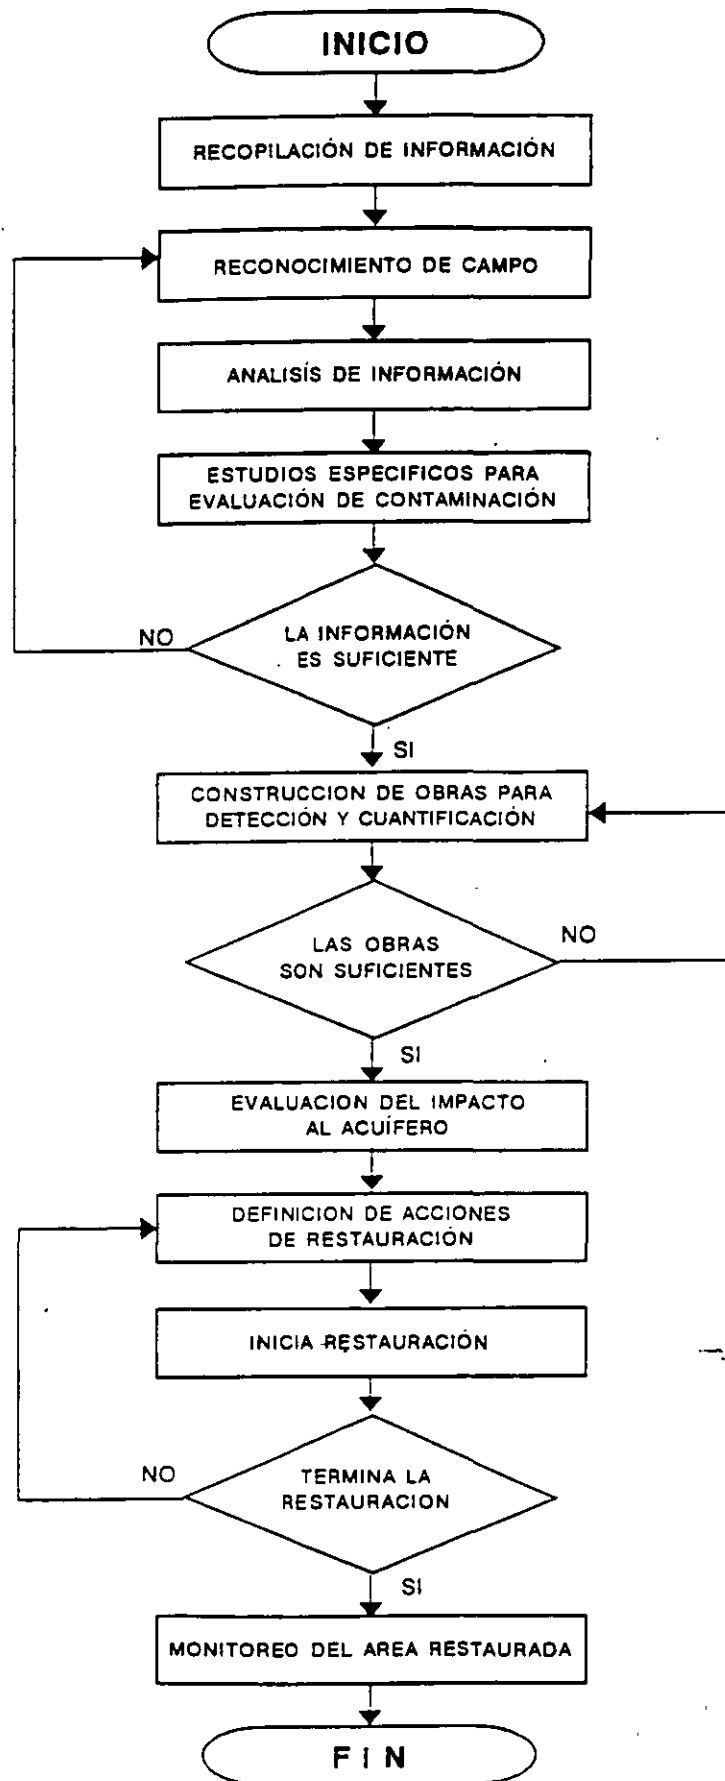 INICIO
RECOPILACIÓN DE INFORMACIÓN
RECONOCIMIENTO DE CAMPO
ANALISÍS DE INFORMACIÓN
ESTUDIOS ESPECIFICOS PARA
EVALUACIÓN DE CONTAMINACIÓN
NO
LA INFORMACIÓN
ES SUFICIENTE
SI
CONSTRUCCION DE OBRAS PARA
DETECCIÓN Y CUANTIFICACIÓN
LAS OBRAS
SON SUFICIENTES
NO
SI
EVALUACION DEL IMPACTO
AL ACUÍFERO
DEFINICION DE ACCIONES
DE RESTAURACIÓN
INICIA RESTAURACIÓN
NO
TERMINA LA
RESTAURACION
SI
MONITOREO DEL AREA RESTAURADA
FIN